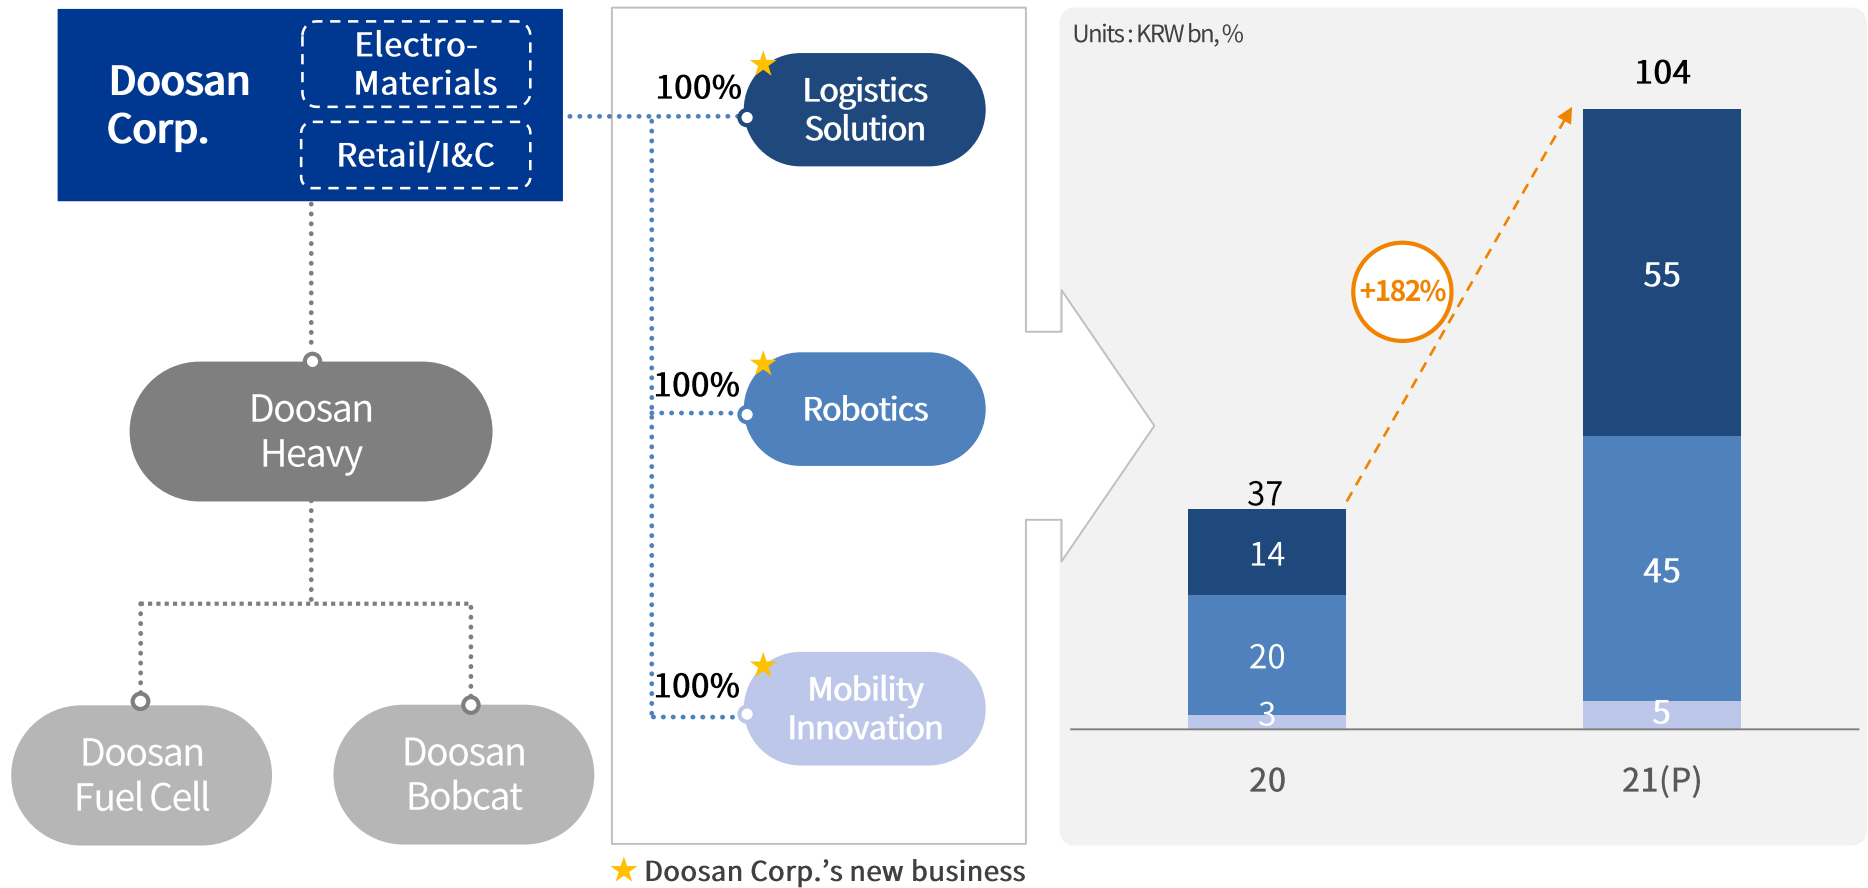 Doosan
Corp.
Electro-
Materials
Retail/I&C
Doosan
Heavy
Doosan
Fuel Cell
Doosan
Bobcat
100%
Logistics
Solution
100%
Robotics
100%
Mobility
Innovation
★ Doosan Corp.’s new business
Units : KRW bn, %
104
55
45
5
+182%
37
14
20
3
20
21(P)